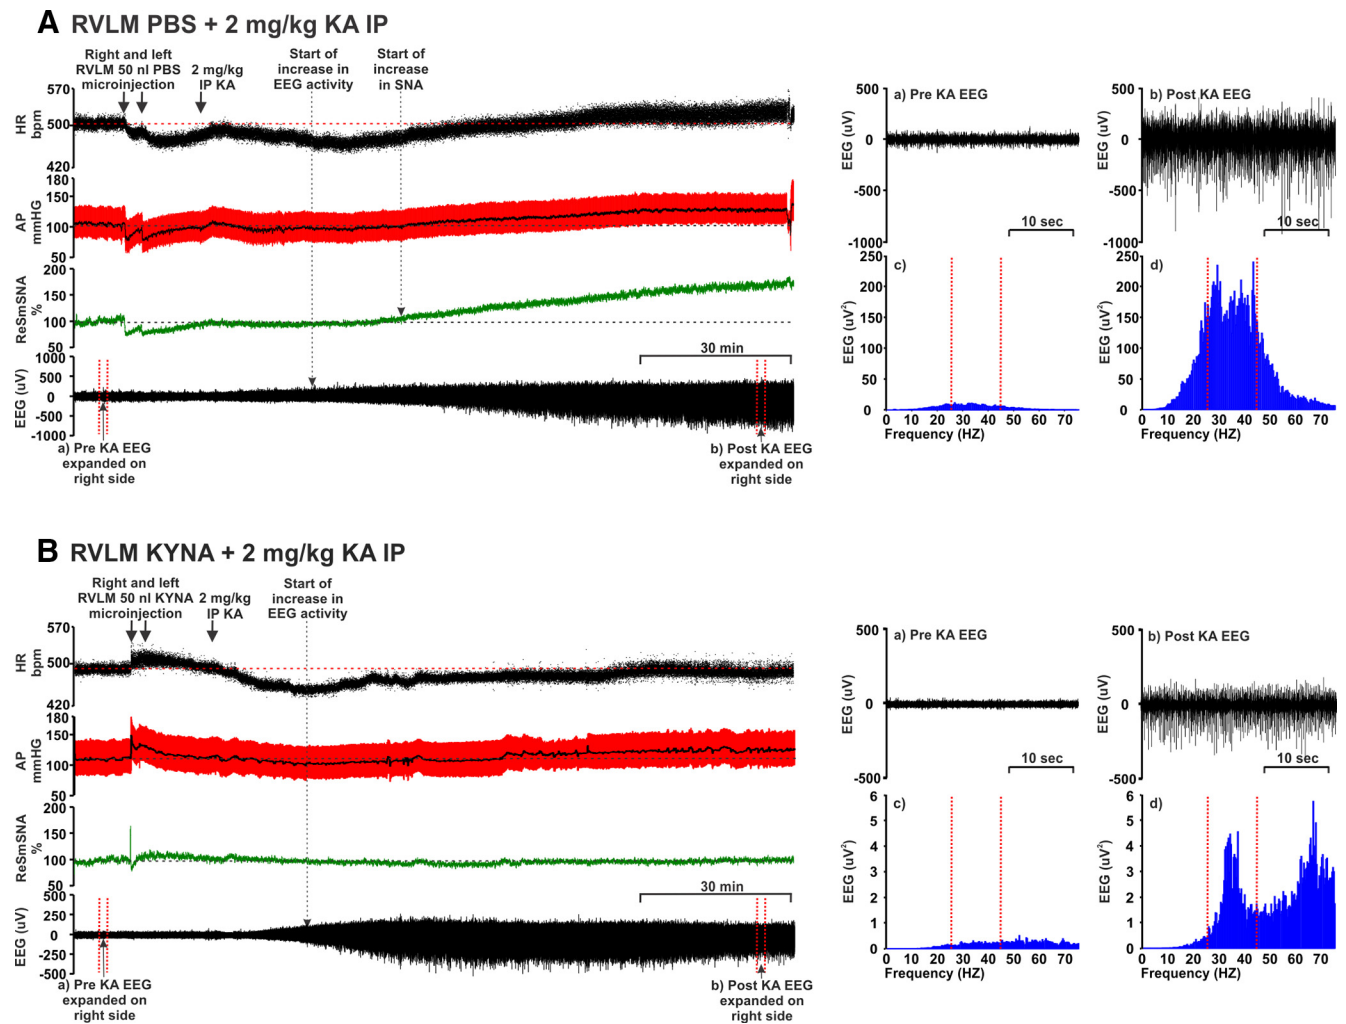 A RVLM PBS + 2 mg/kg KA IP
Right and left
RVLM 50 nl PBS
microinjection
2 mg/kg
IP KA
Start of
increase in
EEG activity
Start of
increase
in SNA
570
500
420
HR
bpm
180
150
100
50
AP
mmHG
200
150
100
50
ReSmSNA
%
1000
500
0
-500
-1000
EEG (uV)
30 min
a) Pre KA EEG
expanded on
right side
b) Post KA EEG
expanded on
right side
a) Pre KA EEG
500
0
-500
-1000
EEG (uV)
10 sec
b) Post KA EEG
500
0
-500
-1000
EEG (uV)
10 sec
c)
250
200
150
100
50
0
EEG (uV²)
0 10 20 30 40 50 60 70
Frequency (HZ)
d)
250
200
150
100
50
0
EEG (uV²)
0 10 20 30 40 50 60 70
Frequency (HZ)
B RVLM KYNA + 2 mg/kg KA IP
Right and left
RVLM 50 nl KYNA
microinjection
2 mg/kg
IP KA
Start of
increase in
EEG activity
570
500
420
HR
bpm
180
150
100
50
AP
mmHG
200
150
100
50
ReSmSNA
%
500
250
0
-250
-500
EEG (uV)
30 min
a) Pre KA EEG
expanded on
right side
b) Post KA EEG
expanded on
right side
a) Pre KA EEG
500
0
-500
EEG (uV)
10 sec
b) Post KA EEG
500
0
-500
EEG (uV)
10 sec
c)
6
5
4
3
2
1
0
EEG (uV²)
0 10 20 30 40 50 60 70
Frequency (HZ)
d)
6
5
4
3
2
1
0
EEG (uV²)
0 10 20 30 40 50 60 70
Frequency (HZ)